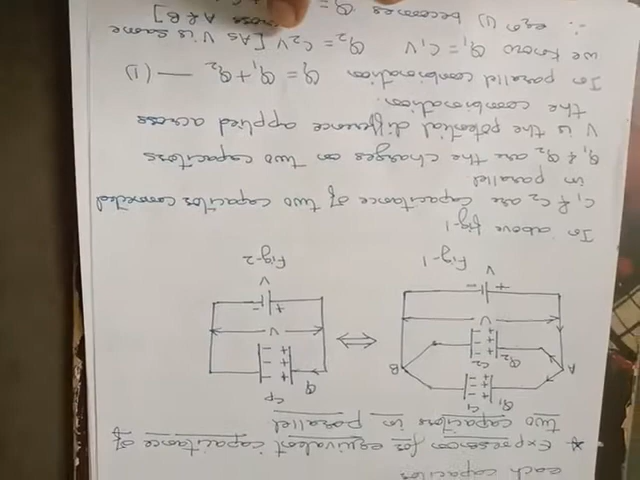 each capacitor
* Expression for equivalent capacitance of
two capacitors in parallel
C1
Q1
Cp
Q
A
B
C2
Q2
V
V
+ -
V
+ -
V
Fig-1
Fig-2
In above fig-1
C1 & C2 are capacitance of two capacitors connected
in parallel
Q1 & Q2 are the charges on two capacitors
V is the potential difference applied across
the combination.
In parallel combination Q = Q1 + Q2 — (1)
we know Q1 = C1V Q2 = C2V [As V is same
across A & B]
∴ eqn (1) becomes Q =